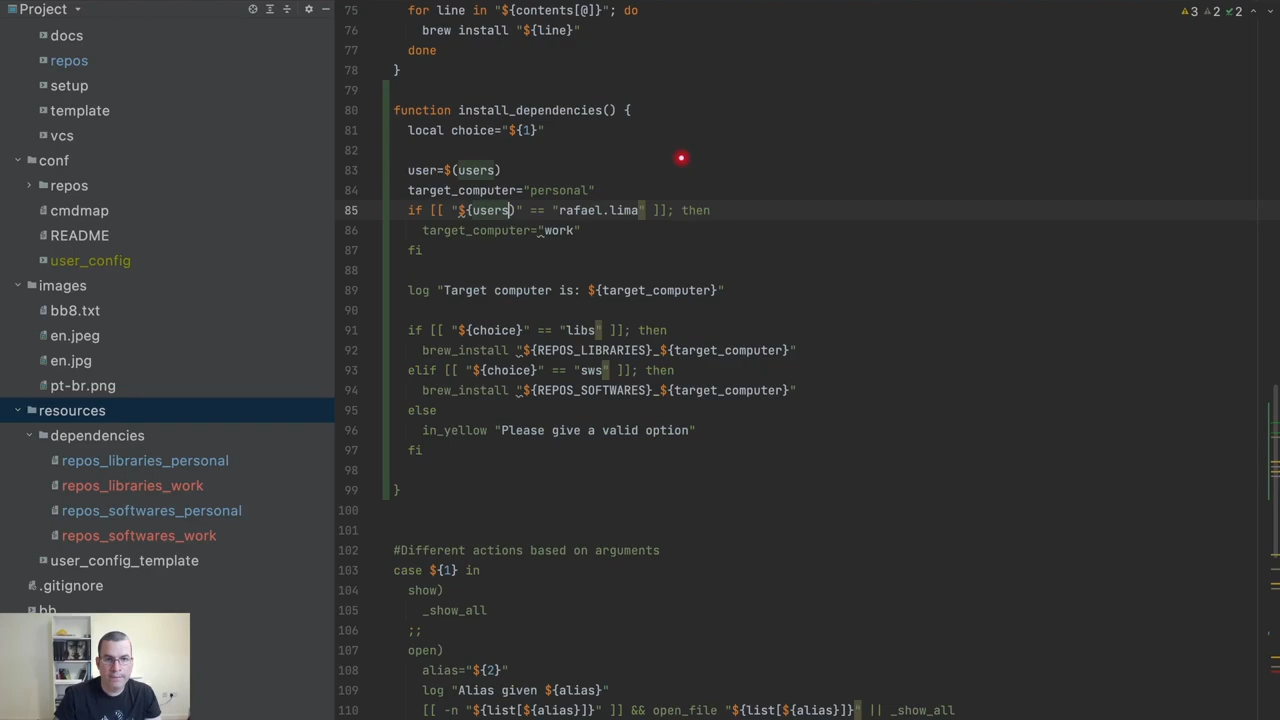 Project
docs
repos
setup
template
vcs
conf
repos
cmdmap
README
user_config
images
bb8.txt
en.jpeg
en.jpg
pt-br.png
resources
dependencies
repos_libraries_personal
repos_libraries_work
repos_softwares_personal
repos_softwares_work
user_config_template
.gitignore
bb
3 2 2
75 for line in "${contents[@]}"; do
76 brew install "${line}"
77 done
78 }
79
80 function install_dependencies() {
81 local choice="${1}"
82
83 user=$(users)
84 target_computer="personal"
85 if [[ "${users)" == "rafael.lima" ]]; then
86 target_computer="work"
87 fi
88
89 log "Target computer is: ${target_computer}"
90
91 if [[ "${choice}" == "libs" ]]; then
92 brew_install "${REPOS_LIBRARIES}_${target_computer}"
93 elif [[ "${choice}" == "sws" ]]; then
94 brew_install "${REPOS_SOFTWARES}_${target_computer}"
95 else
96 in_yellow "Please give a valid option"
97 fi
98
99 }
100
101
102 #Different actions based on arguments
103 case ${1} in
104 show)
105 _show_all
106 ;;
107 open)
108 alias="${2}"
109 log "Alias given ${alias}"
110 [[ -n "${list[${alias}]}" ]] && open_file "${list[${alias}]}" || _show_all